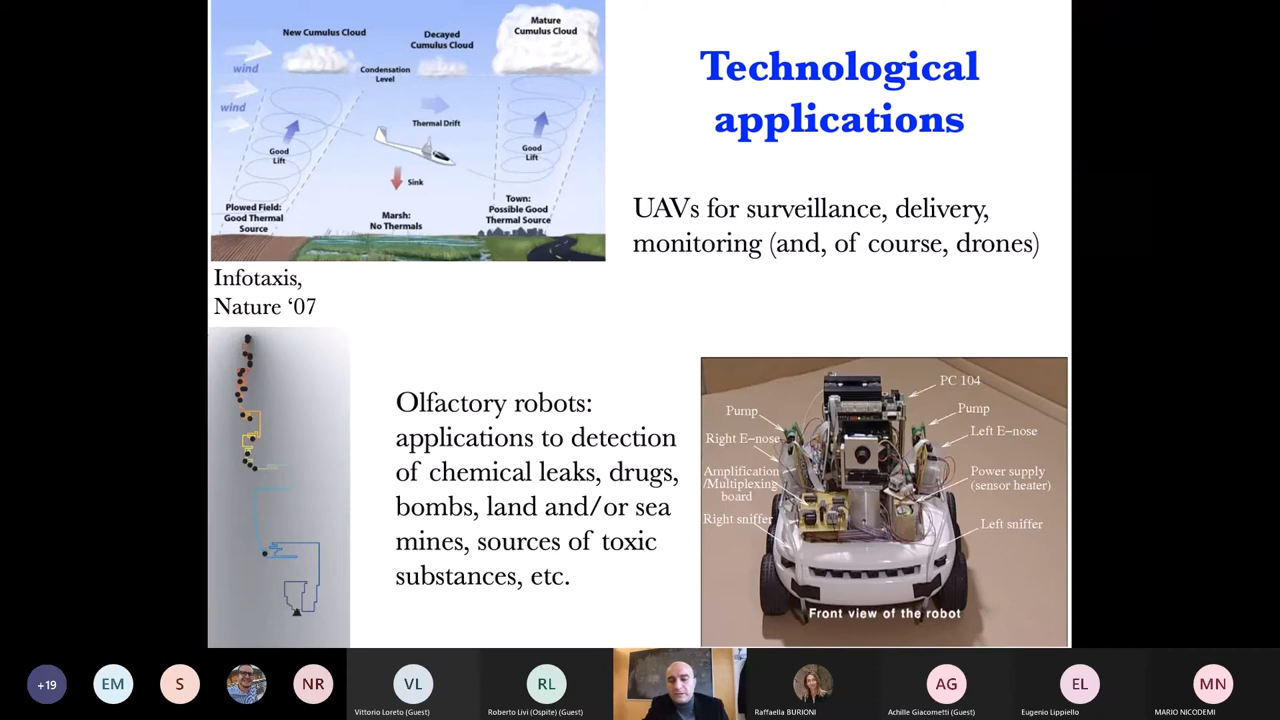 Technological
applications
New Cumulus Cloud
Decayed
Cumulus Cloud
Mature
Cumulus Cloud
wind
Condensation
Level
wind
Thermal Drift
Good
Lift
Good
Lift
Sink
Plowed Field:
Good Thermal
Source
Marsh:
No Thermals
Town:
Possible Good
Thermal Source
UAVs for surveillance, delivery,
monitoring (and, of course, drones)
Infotaxis,
Nature ‘07
Olfactory robots:
applications to detection
of chemical leaks, drugs,
bombs, land and/or sea
mines, sources of toxic
substances, etc.
PC 104
Pump
Pump
Right E-nose
Left E-nose
Amplification
/Multiplexing
board
Power supply
(sensor heater)
Right sniffer
Left sniffer
Front view of the robot
+19
EM
S
NR
VL
RL
AG
EL
MN
Vittorio Loreto (Guest)
Roberto Livi (Ospite) (Guest)
Raffaella BURIONI
Achille Giacometti (Guest)
Eugenio Lippiello
MARIO NICODEMI